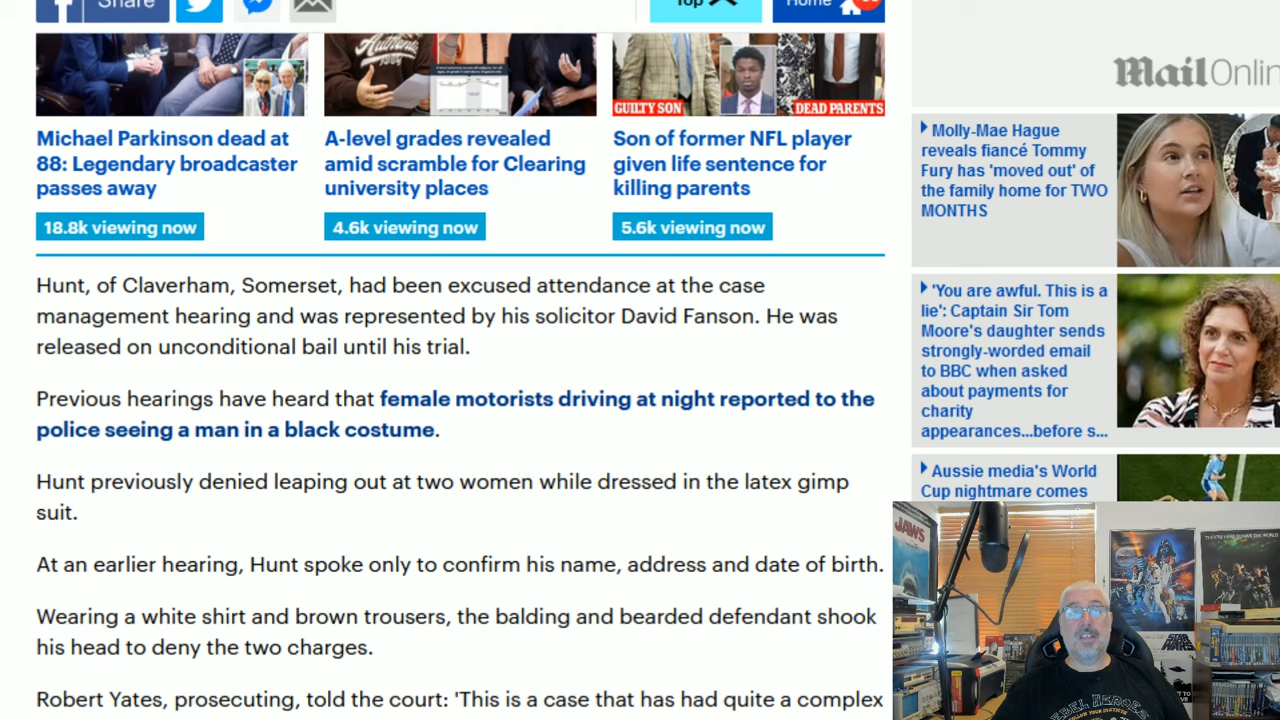 Share
Top
Home
Authentic
GUILTY SON
DEAD PARENTS
Michael Parkinson dead at
88: Legendary broadcaster
passes away
18.8k viewing now
A-level grades revealed
amid scramble for Clearing
university places
4.6k viewing now
Son of former NFL player
given life sentence for
killing parents
5.6k viewing now
Hunt, of Claverham, Somerset, had been excused attendance at the case
management hearing and was represented by his solicitor David Fanson. He was
released on unconditional bail until his trial.
Previous hearings have heard that female motorists driving at night reported to the
police seeing a man in a black costume.
Hunt previously denied leaping out at two women while dressed in the latex gimp
suit.
At an earlier hearing, Hunt spoke only to confirm his name, address and date of birth.
Wearing a white shirt and brown trousers, the balding and bearded defendant shook
his head to deny the two charges.
Robert Yates, prosecuting, told the court: 'This is a case that has had quite a complex
Mail Onlin
Molly-Mae Hague
reveals fiancé Tommy
Fury has 'moved out' of
the family home for TWO
MONTHS
'You are awful. This is a
lie': Captain Sir Tom
Moore's daughter sends
strongly-worded email
to BBC when asked
about payments for
charity
appearances...before s...
Aussie media's World
Cup nightmare comes
JAWS
STAR
WARS